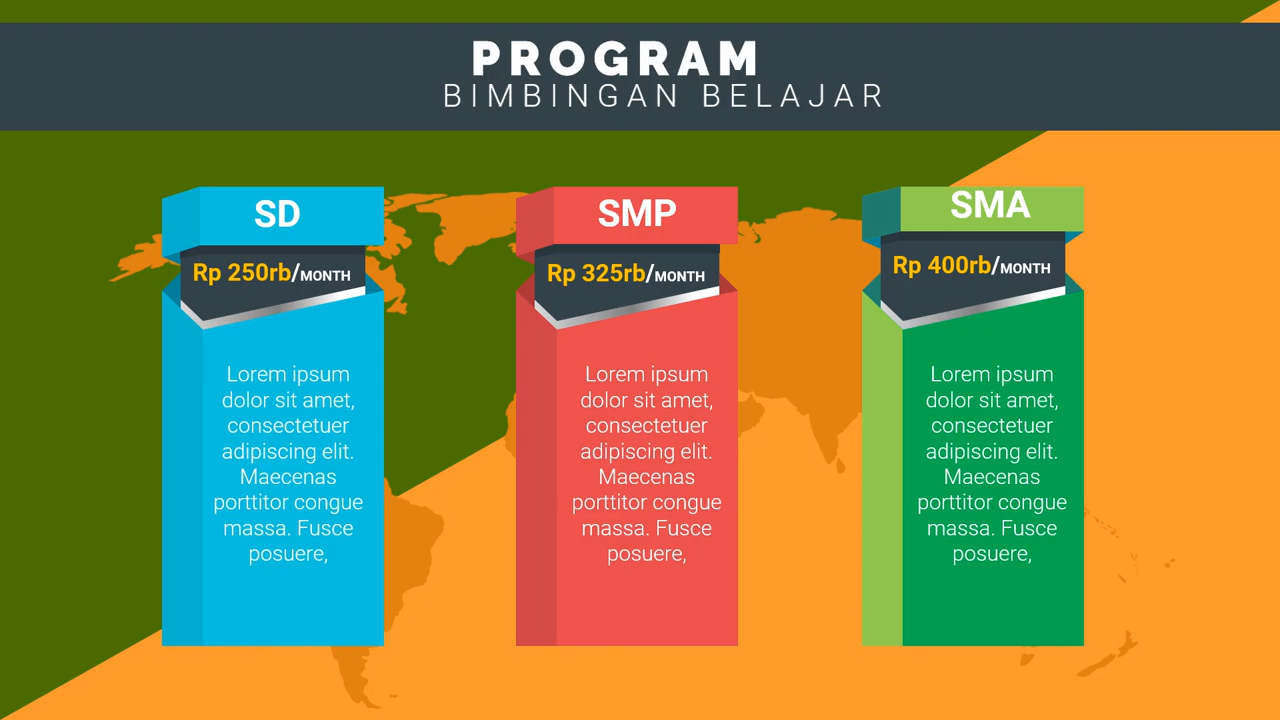 PROGRAM
BIMBINGAN BELAJAR
SD
Rp 250rb/MONTH
Lorem ipsum
dolor sit amet,
consectetuer
adipiscing elit.
Maecenas
porttitor congue
massa. Fusce
posuere,
SMP
Rp 325rb/MONTH
Lorem ipsum
dolor sit amet,
consectetuer
adipiscing elit.
Maecenas
porttitor congue
massa. Fusce
posuere,
SMA
Rp 400rb/MONTH
Lorem ipsum
dolor sit amet,
consectetuer
adipiscing elit.
Maecenas
porttitor congue
massa. Fusce
posuere,